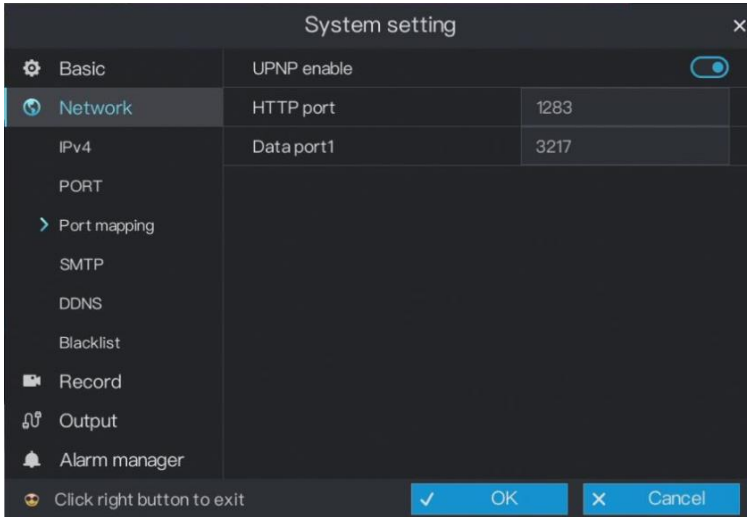 System setting
Basic
UPNP enable
Network
HTTP port 1283
IPv4
Data port1 3217
PORT
Port mapping
SMTP
DDNS
Blacklist
Record
Output
Alarm manager
Click right button to exit
OK
Cancel